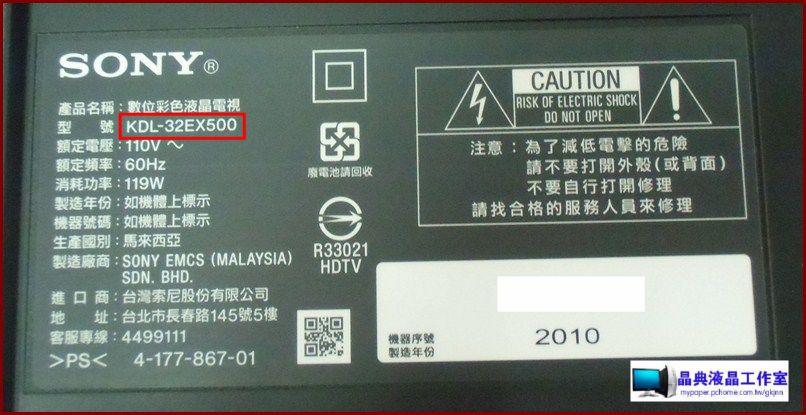 SONY®
產品名稱：數位彩色液晶電視
型 號 KDL-32EX500
額定電壓：110V～
額定頻率：60Hz
消耗功率：119W
製造年份：如機體上標示
機器號碼：如機體上標示
生產國別：馬來西亞
製造廠商：SONY EMCS (MALAYSIA)
SDN. BHD.
進口商：台灣索尼股份有限公司
地 址：台北市長春路145號5樓
客服專線：4499111
>PS< 4-177-867-01
廢電池請回收
R33021
HDTV
CAUTION
RISK OF ELECTRIC SHOCK
DO NOT OPEN
注意：為了減低電擊的危險
請不要打開外殼(或背面)
不要自行打開修理
請找合格的服務人員來修理
機器序號
製造年份 2010
晶典液晶工作室
mypaper.pchome.com.tw/gkjnn